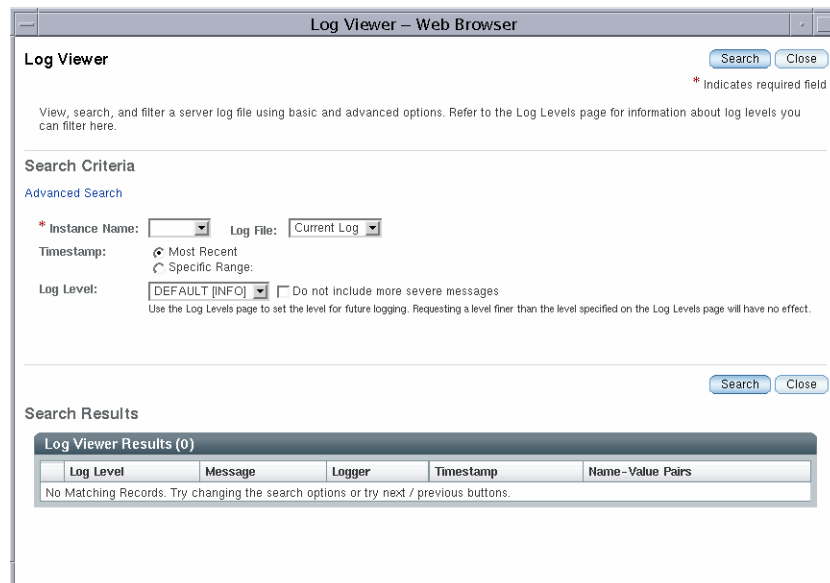 Log Viewer – Web Browser
Log Viewer
Search Close
* Indicates required field
View, search, and filter a server log file using basic and advanced options. Refer to the Log Levels page for information about log levels you
can filter here.
Search Criteria
Advanced Search
* Instance Name: Log File: Current Log
Timestamp: Most Recent
Specific Range:
Log Level: DEFAULT [INFO] Do not include more severe messages
Use the Log Levels page to set the level for future logging. Requesting a level finer than the level specified on the Log Levels page will have no effect.
Search Close
Search Results
Log Viewer Results (0)
Log Level Message Logger Timestamp Name-Value Pairs
No Matching Records. Try changing the search options or try next / previous buttons.